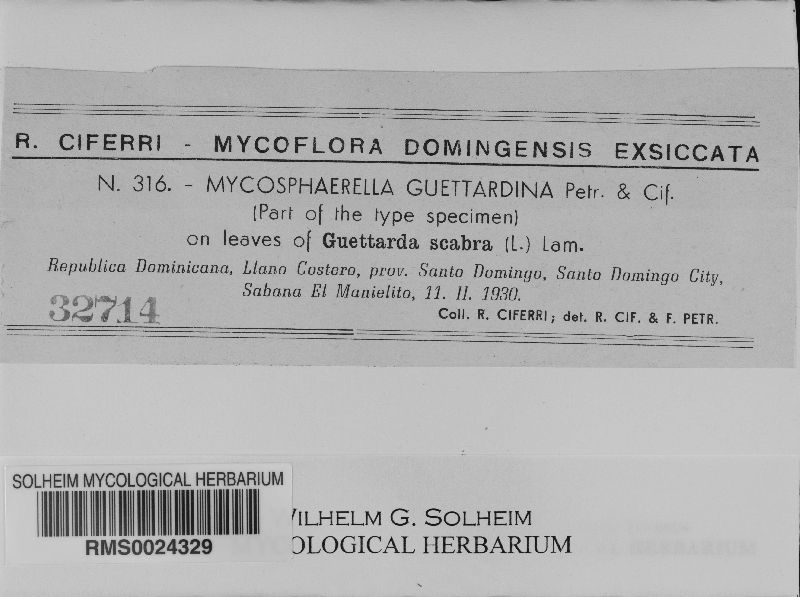 R. CIFERRI - MYCOFLORA DOMINGENSIS EXSICCATA
N. 316. - MYCOSPHAERELLA GUETTARDINA Petr. & Cif.
(Part of the type specimen)
on leaves of Guettarda scabra (L.) Lam.
Republica Dominicana, Llano Costero, prov. Santo Domingo, Santo Domingo City,
Sabana El Manielito, 11. II. 1930.
32714
Coll. R. CIFERRI; det. R. CIF. & F. PETR.
SOLHEIM MYCOLOGICAL HERBARIUM
RMS0024329
ILHELM G. SOLHEIM
OLOGICAL HERBARIUM